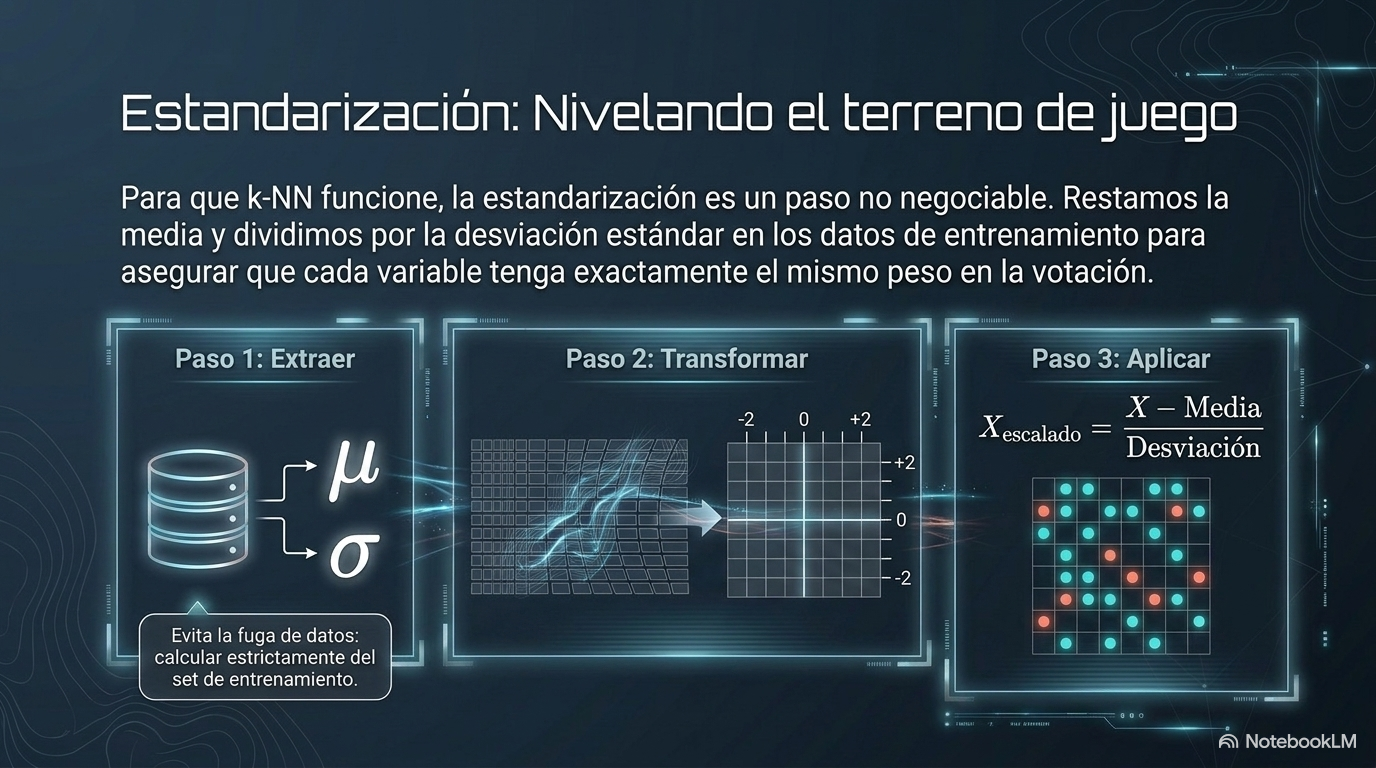 Estandarización: Nivelando el terreno de juego
Para que k-NN funcione, la estandarización es un paso no negociable. Restamos la
media y dividimos por la desviación estándar en los datos de entrenamiento para
asegurar que cada variable tenga exactamente el mismo peso en la votación.
Paso 1: Extraer
μ
σ
Evita la fuga de datos:
calcular estrictamente del
set de entrenamiento.
Paso 2: Transformar
-2 0 +2
+2
0
-2
Paso 3: Aplicar
X escalado = X − Media
Desviación
NotebookLM